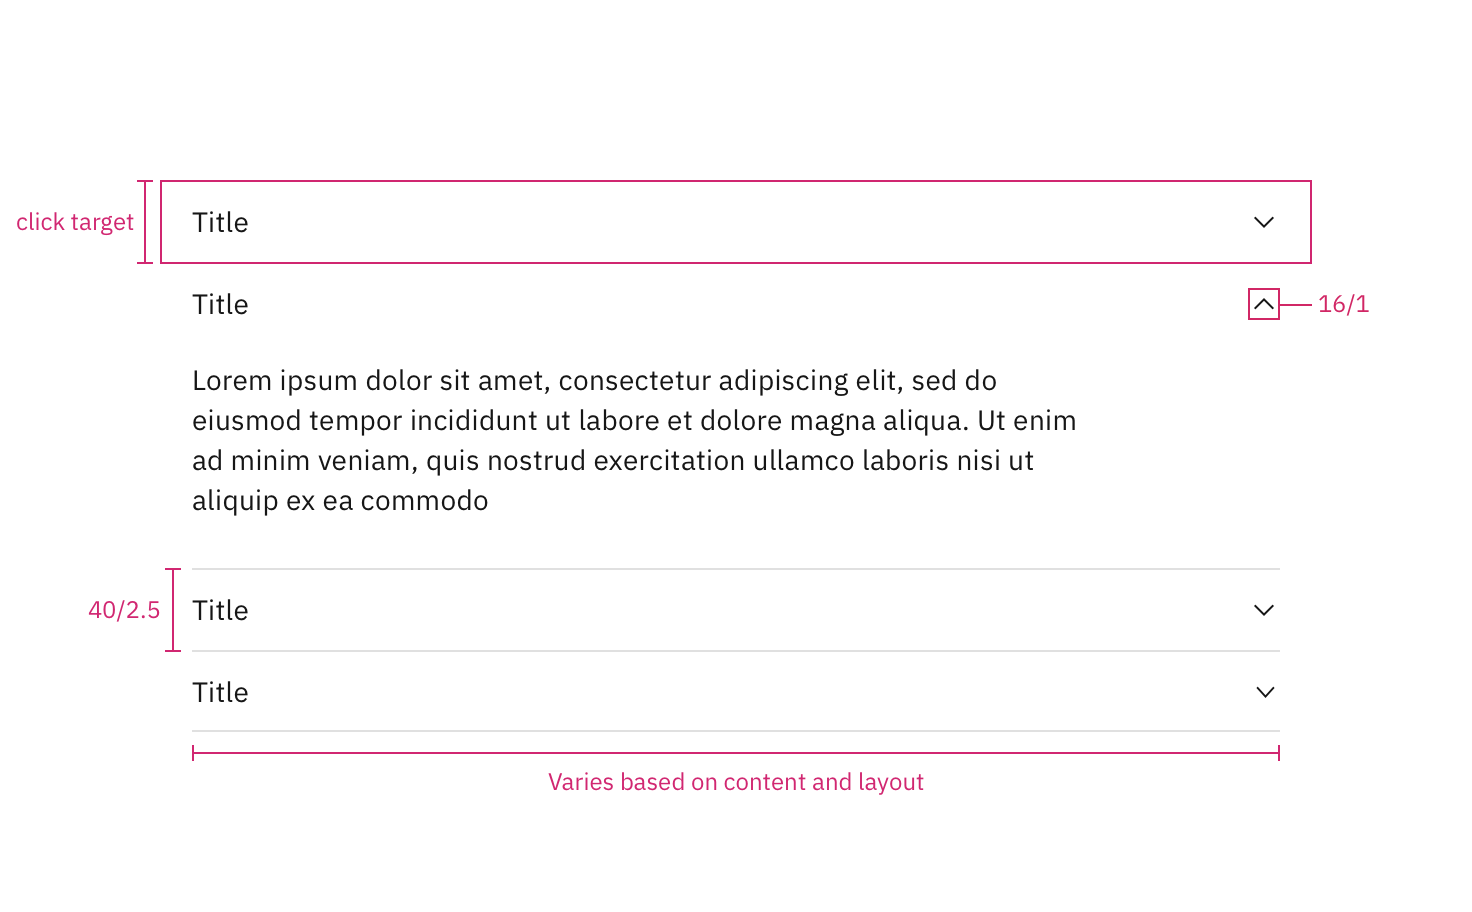 click target
Title
Title
16/1
Lorem ipsum dolor sit amet, consectetur adipiscing elit, sed do
eiusmod tempor incididunt ut labore et dolore magna aliqua. Ut enim
ad minim veniam, quis nostrud exercitation ullamco laboris nisi ut
aliquip ex ea commodo
40/2.5
Title
Title
Varies based on content and layout